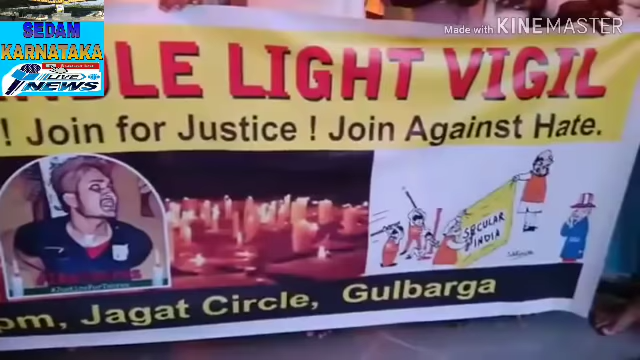 Made with KINEMASTER
SEDAM
KARNATAKA
LIVE
NEWS
LIGHT VIGIL
! Join for Justice ! Join Against Hate.
SECULAR
INDIA
pm, Jagat Circle, Gulbarga